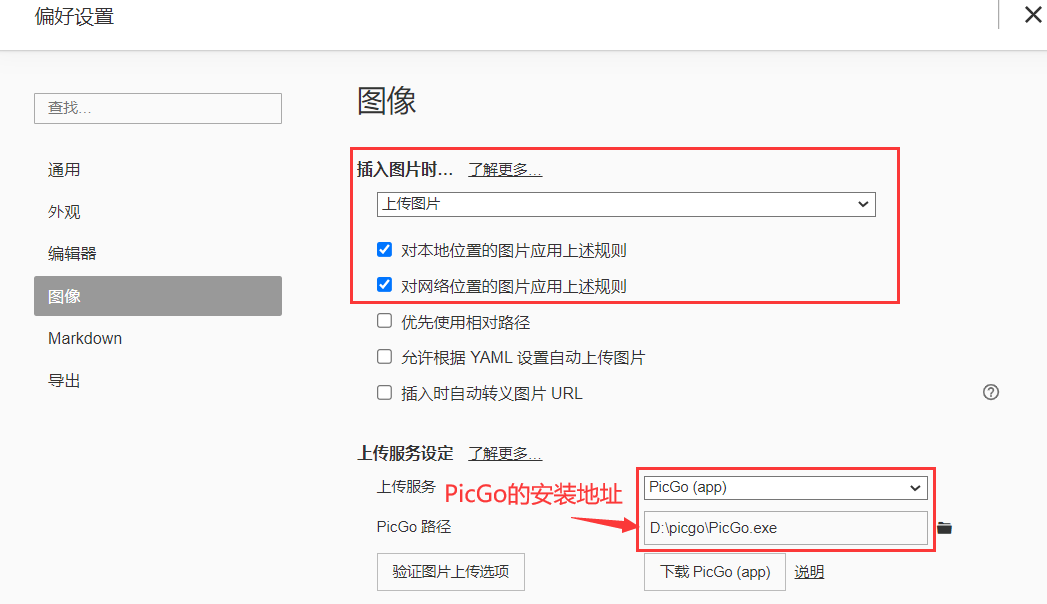 偏好设置
查找...
通用
外观
编辑器
图像
Markdown
导出
图像
插入图片时... 了解更多...
上传图片
对本地位置的图片应用上述规则
对网络位置的图片应用上述规则
优先使用相对路径
允许根据 YAML 设置自动上传图片
插入时自动转义图片 URL
上传服务设定 了解更多...
上传服务 PicGo的安装地址 PicGo (app)
PicGo 路径 D:\picgo\PicGo.exe
验证图片上传选项 下载 PicGo (app) 说明